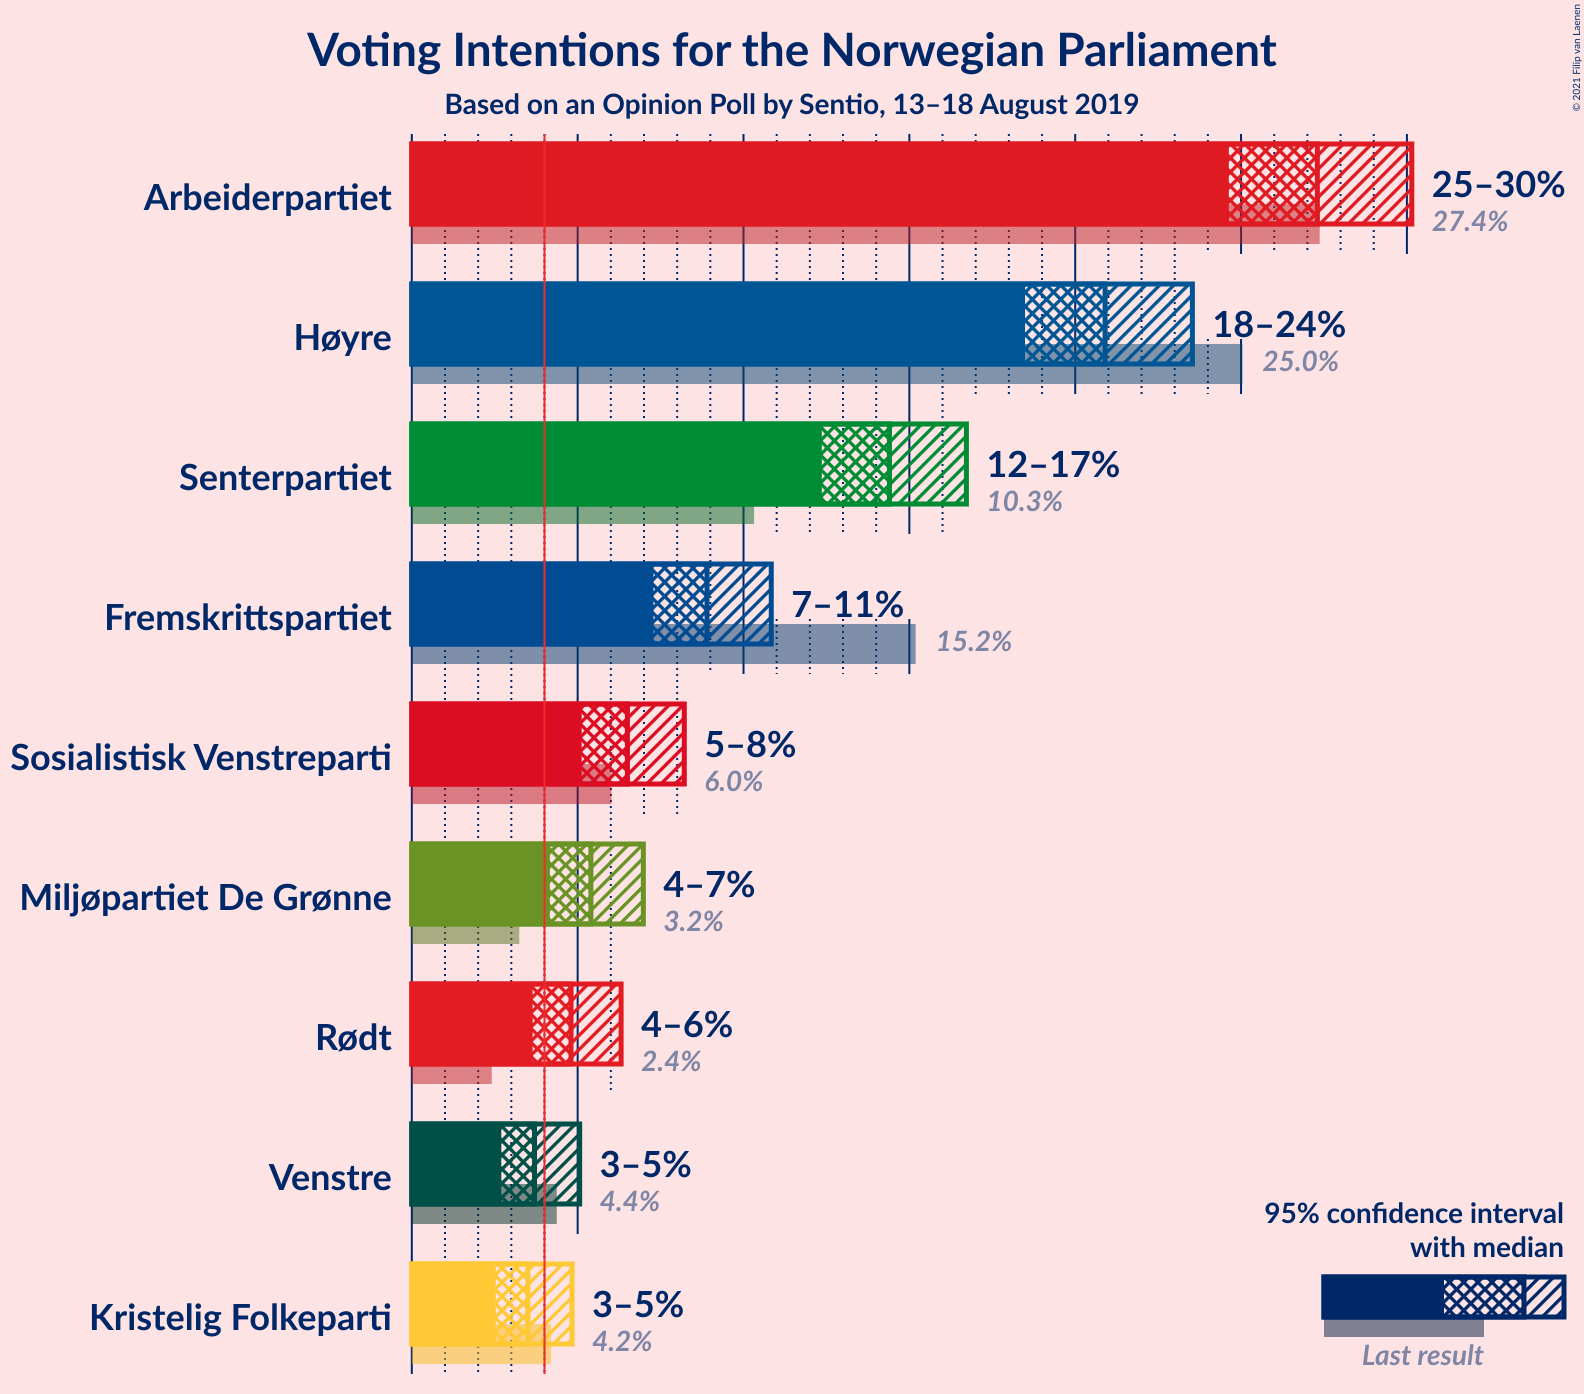 © 2021 Filip van Laenen
Voting Intentions for the Norwegian Parliament
Based on an Opinion Poll by Sentio, 13–18 August 2019
Arbeiderpartiet
25–30%
27.4%
Høyre
18–24%
25.0%
Senterpartiet
12–17%
10.3%
Fremskrittspartiet
7–11%
15.2%
Sosialistisk Venstreparti
5–8%
6.0%
Miljøpartiet De Grønne
4–7%
3.2%
Rødt
4–6%
2.4%
Venstre
3–5%
4.4%
Kristelig Folkeparti
3–5%
4.2%
95% confidence interval
with median
Last result